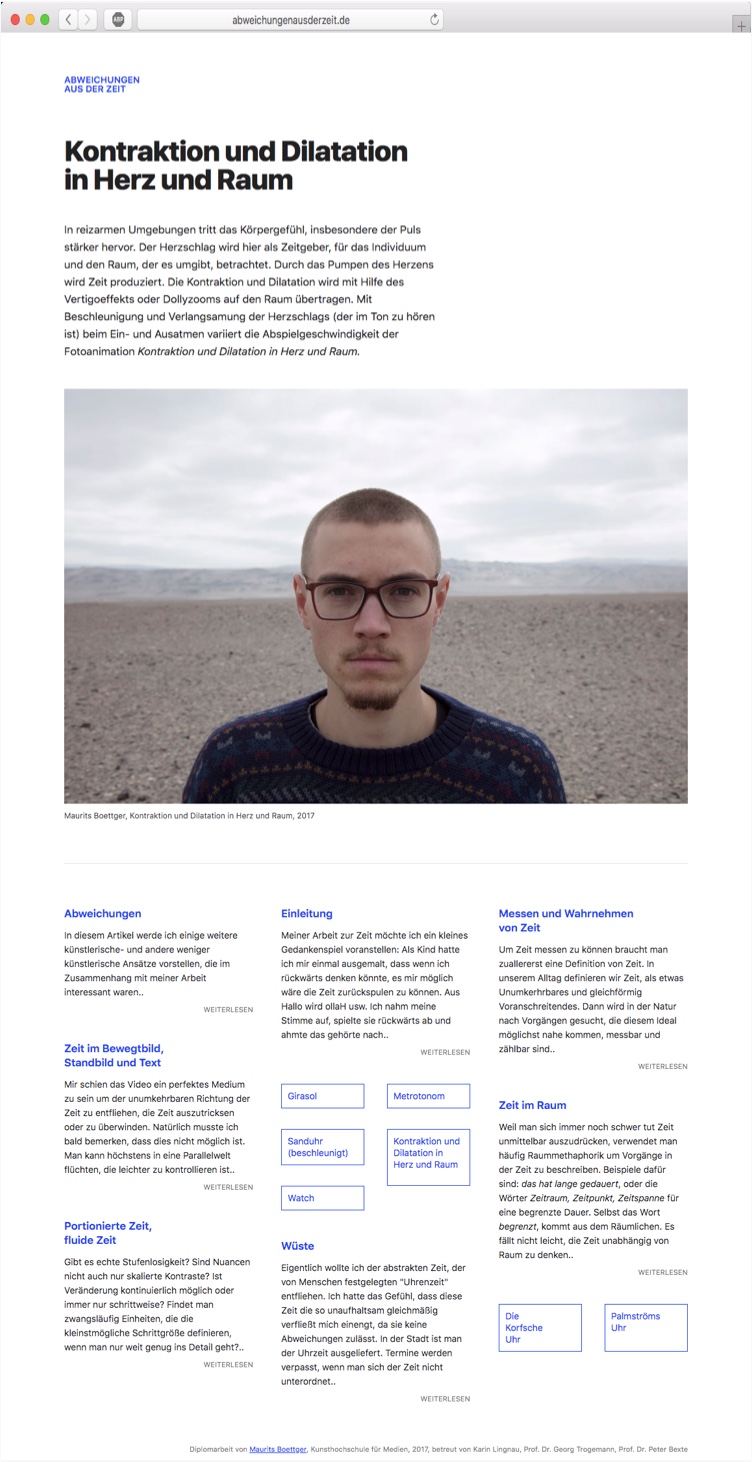 ABP
abweichungenausderzeit.de
ABWEICHUNGEN
AUS DER ZEIT
Kontraktion und Dilatation
in Herz und Raum
In reizarmen Umgebungen tritt das Körpergefühl, insbesondere der Puls
stärker hervor. Der Herzschlag wird hier als Zeitgeber, für das Individuum
und den Raum, der es umgibt, betrachtet. Durch das Pumpen des Herzens
wird Zeit produziert. Die Kontraktion und Dilatation wird mit Hilfe des
Vertigoeffekts oder Dollyzooms auf den Raum übertragen. Mit
Beschleunigung und Verlangsamung der Herzschlags (der im Ton zu hören
ist) beim Ein- und Ausatmen variiert die Abspielgeschwindigkeit der
Fotoanimation Kontraktion und Dilatation in Herz und Raum.
Maurits Boettger, Kontraktion und Dilatation in Herz und Raum, 2017
Abweichungen
In diesem Artikel werde ich einige weitere
künstlerische- und andere weniger
künstlerische Ansätze vorstellen, die im
Zusammenhang mit meiner Arbeit
interessant waren..
WEITERLESEN
Zeit im Bewegtbild,
Standbild und Text
Mir schien das Video ein perfektes Medium
zu sein um der unumkehrbaren Richtung der
Zeit zu entfliehen, die Zeit auszutricksen
oder zu überwinden. Natürlich musste ich
bald bemerken, dass dies nicht möglich ist.
Man kann höchstens in eine Parallelwelt
flüchten, die leichter zu kontrollieren ist..
WEITERLESEN
Portionierte Zeit,
fluide Zeit
Gibt es echte Stufenlosigkeit? Sind Nuancen
nicht auch nur skalierte Kontraste? Ist
Veränderung kontinuierlich möglich oder
immer nur schrittweise? Findet man
zwangsläufig Einheiten, die die
kleinstmögliche Schrittgröße definieren,
wenn man nur weit genug ins Detail geht?..
WEITERLESEN
Einleitung
Meiner Arbeit zur Zeit möchte ich ein kleines
Gedankenspiel voranstellen: Als Kind hatte
ich mir einmal ausgemalt, dass wenn ich
rückwärts denken könnte, es mir möglich
wäre die Zeit zurückspulen zu können. Aus
Hallo wird ollaH usw. Ich nahm meine
Stimme auf, spielte sie rückwärts ab und
ahmte das gehörte nach..
WEITERLESEN
Girasol
Metrotonom
Sanduhr
(beschleunigt)
Kontraktion und
Dilatation in
Herz und Raum
Watch
Wüste
Eigentlich wollte ich der abstrakten Zeit, der
von Menschen festgelegten "Uhrenzeit"
entfliehen. Ich hatte das Gefühl, dass diese
Zeit die so unaufhaltsam gleichmäßig
verfließt mich einengt, da sie keine
Abweichungen zulässt. In der Stadt ist man
der Uhrzeit ausgeliefert. Termine werden
verpasst, wenn man sich der Zeit nicht
unterordnet..
WEITERLESEN
Messen und Wahrnehmen
von Zeit
Um Zeit messen zu können braucht man
zuallererst eine Definition von Zeit. In
unserem Alltag definieren wir Zeit, als etwas
Unumkerhrbares und gleichförmig
Voranschreitendes. Dann wird in der Natur
nach Vorgängen gesucht, die diesem Ideal
möglichst nahe kommen, messbar und
zählbar sind..
WEITERLESEN
Zeit im Raum
Weil man sich immer noch schwer tut Zeit
unmittelbar auszudrücken, verwendet man
häufig Raummethaphorik um Vorgänge in
der Zeit zu beschreiben. Beispiele dafür
sind: das hat lange gedauert, oder die
Wörter Zeitraum, Zeitpunkt, Zeitspanne für
eine begrenzte Dauer. Selbst das Wort
begrenzt, kommt aus dem Räumlichen. Es
fällt nicht leicht, die Zeit unabhängig von
Raum zu denken..
WEITERLESEN
Die
Korfsche
Uhr
Palmströms
Uhr
Diplomarbeit von Maurits Boettger, Kunsthochschule für Medien, 2017, betreut von Karin Lingnau, Prof. Dr. Georg Trogemann, Prof. Dr. Peter Bexte